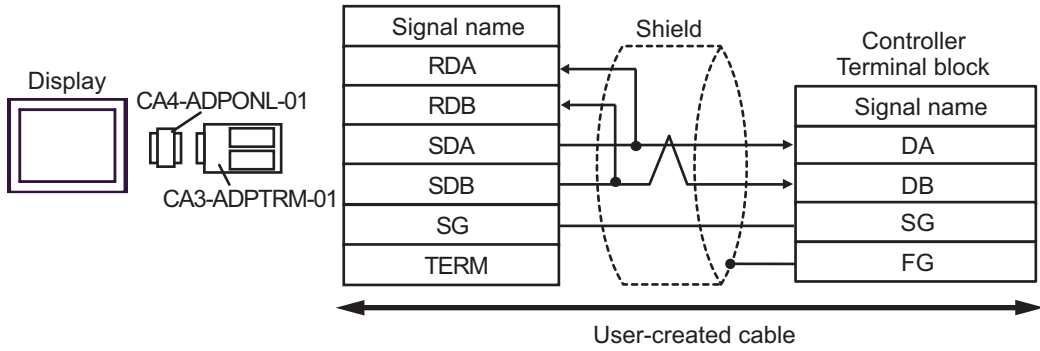 Display
CA4-ADPONL-01
CA3-ADPTRM-01
Signal name
RDA
RDB
SDA
SDB
SG
TERM
Shield
Controller
Terminal block
Signal name
DA
DB
SG
FG
User-created cable